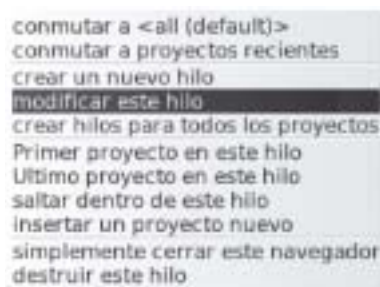 conmutar a <all (default)>
conmutar a proyectos recientes
crear un nuevo hilo
modificar este hilo
crear hilos para todos los proyectos
Primer proyecto en este hilo
Ultimo proyecto en este hilo
saltar dentro de este hilo
insertar un proyecto nuevo
simplemente cerrar este navegador
destruir este hilo